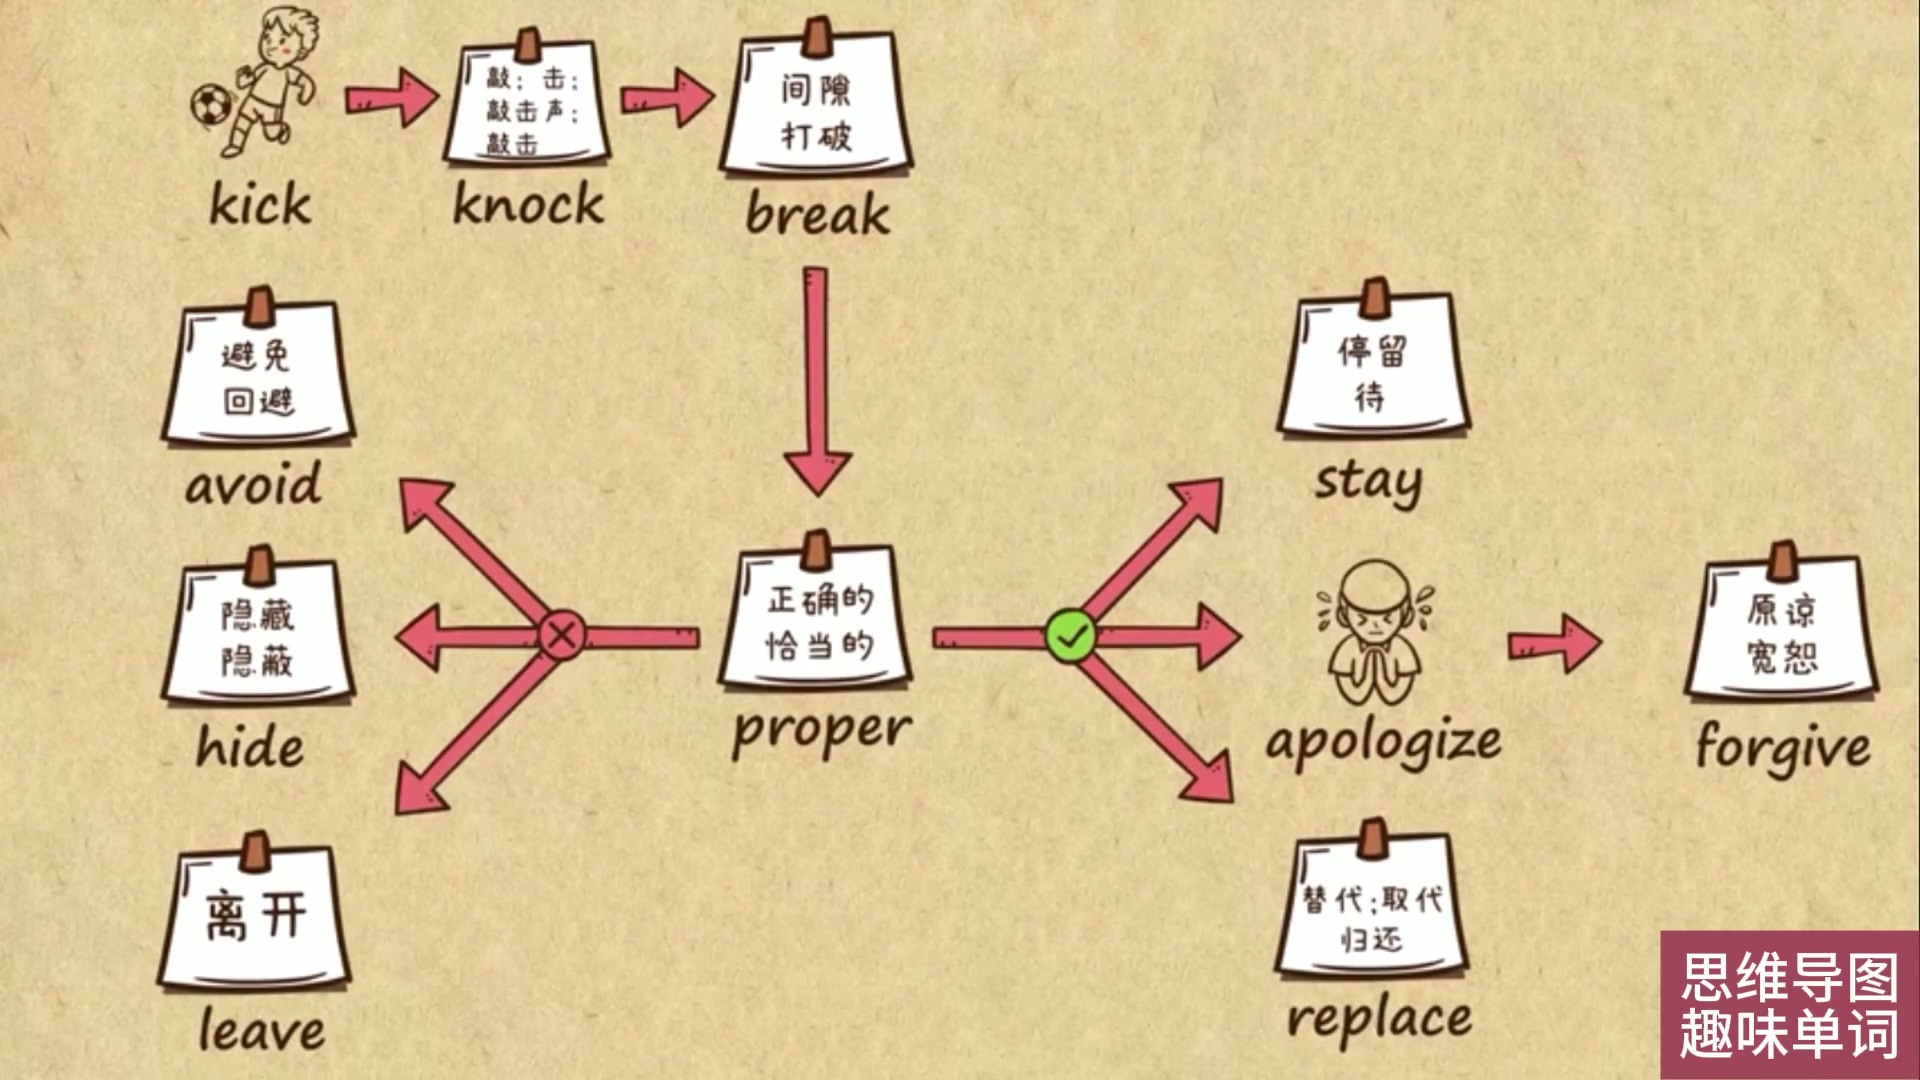 敲；击；
敲击声；
敲击
间隙
打破
kick
knock
break
避免
回避
avoid
停留
待
stay
隐藏
隐蔽
hide
正确的
恰当的
proper
apologize
原谅
宽恕
forgive
离开
leave
替代;取代
归还
replace
思维导图
趣味单词